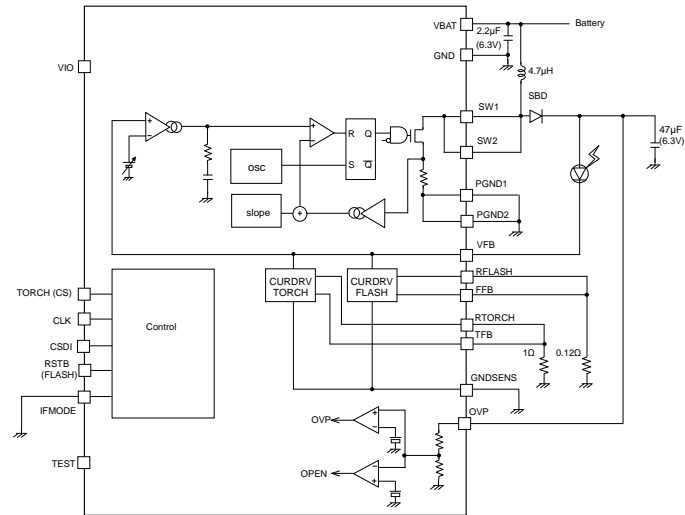 VBAT
Battery
2.2µF
(6.3V)
GND
VIO
4.7µH
SBD
SW1
47µF
(6.3V)
+
−
+
−
R Q
S Q
SW2
osc
PGND1
slope
+
PGND2
VFB
RFLASH
CURDRV
TORCH
CURDRV
FLASH
FFB
TORCH (CS)
RTORCH
CLK
Control
TFB
CSDI
1Ω
0.12Ω
RSTB
(FLASH)
GNDSENS
IFMODE
OVP
OVP
+
−
TEST
OPEN
−
+